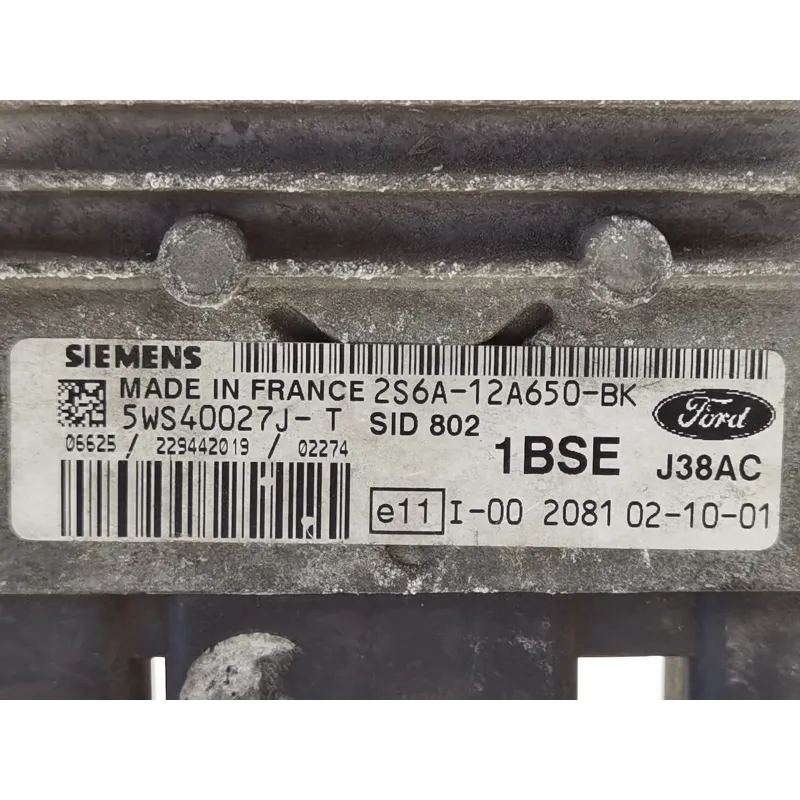 SIEMENS
MADE IN FRANCE 2S6A-12A650-BK
5WS40027J-T SID 802
Ford
06625 / 229442019 / 02274
1BSE J38AC
e11 I-00 2081 02-10-01